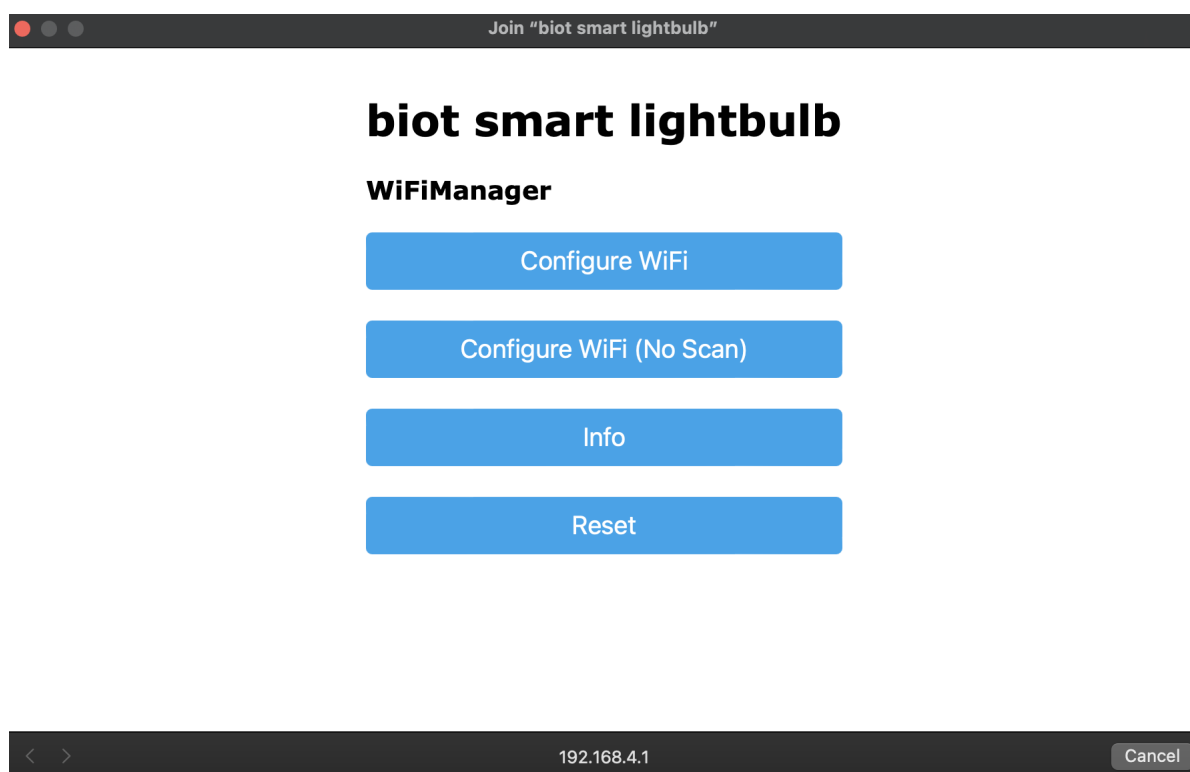 Join “biot smart lightbulb”
biot smart lightbulb
WiFiManager
Configure WiFi
Configure WiFi (No Scan)
Info
Reset
192.168.4.1
Cancel